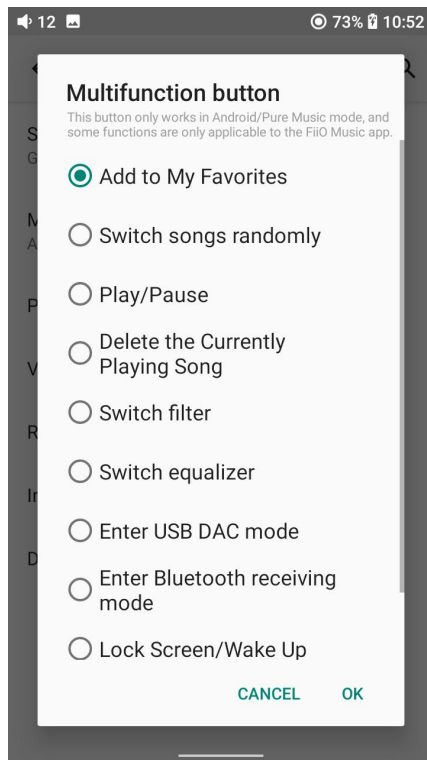 12 73% 10:52
Multifunction button
This button only works in Android/Pure Music mode, and
some functions are only applicable to the FiiO Music app.
Add to My Favorites
Switch songs randomly
Play/Pause
Delete the Currently
Playing Song
Switch filter
Switch equalizer
Enter USB DAC mode
Enter Bluetooth receiving
mode
Lock Screen/Wake Up
CANCEL OK